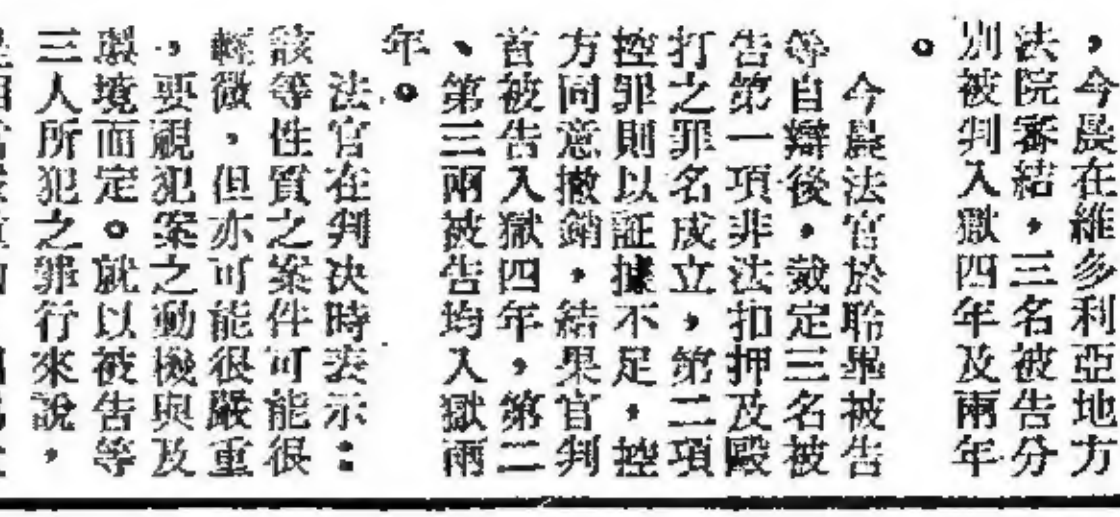 ，今晨在維多利亞地方
法院審結，三名被告分
別被判入獄四年及兩年
。
今晨法官於聆畢被告
等自辯後，裁定三名被
告第一項非法扣押及毆
打之罪名成立，第二項
控罪則以証據不足，控
方同意撤銷，結果官判
首被告入獄四年，第二
、第三兩被告均入獄兩
年。
法官在判决時表示：
該等性質之案件可能很
輕微，但亦可能很嚴重
，要視犯案之動機與及
環境而定。就以被告等
三人所犯之罪行來說，